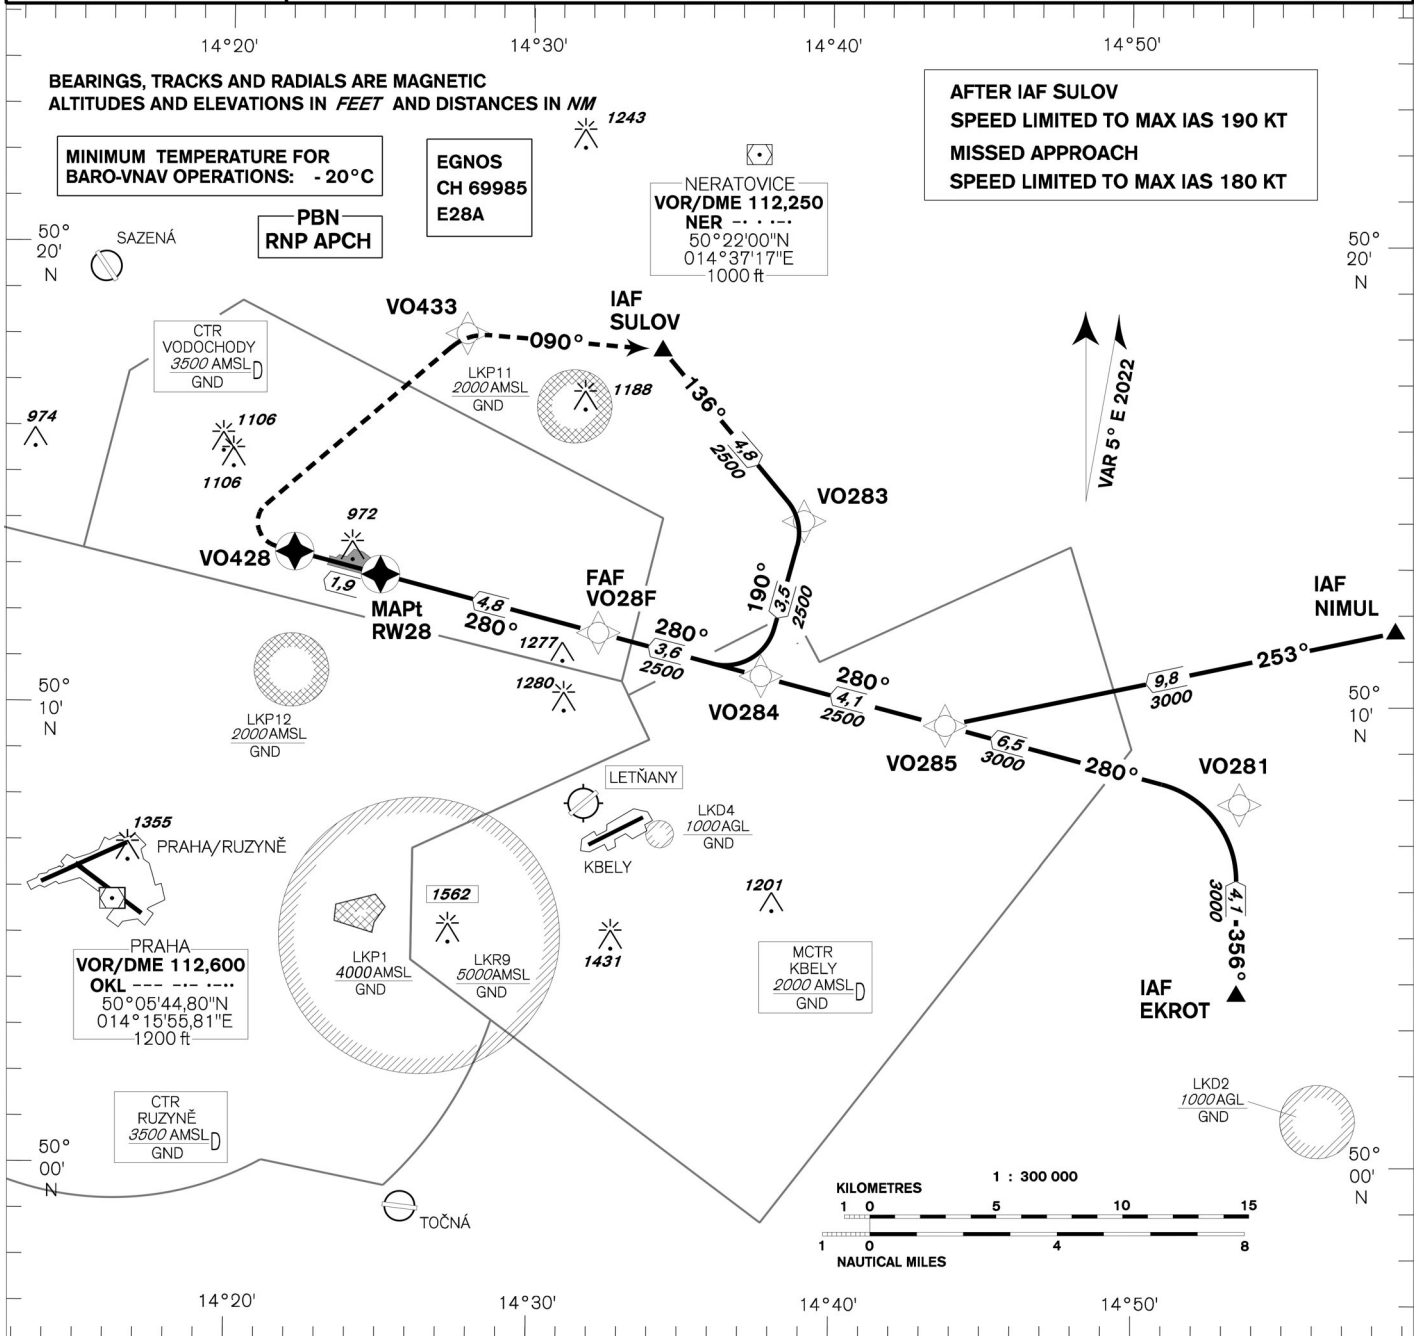 14°20'
14°30'
14°40'
14°50'
BEARINGS, TRACKS AND RADIALS ARE MAGNETIC
ALTITUDES AND ELEVATIONS IN FEET AND DISTANCES IN NM
MINIMUM TEMPERATURE FOR
BARO-VNAV OPERATIONS: - 20°C
EGNOS
CH 69985
E28A
PBN
RNP APCH
1243
AFTER IAF SULOV
SPEED LIMITED TO MAX IAS 190 KT
MISSED APPROACH
SPEED LIMITED TO MAX IAS 180 KT
NERATOVICE
VOR/DME 112,250
NER –· · ·–·
50°22'00"N
014°37'17"E
1000 ft
50°
20'
N
SAZENÁ
50°
20'
N
VO433
IAF
SULOV
090°
CTR
VODOCHODY
3500 AMSL D
GND
LKP11
2000 AMSL
GND
1188
136°
4,8
2500
VAR 5° E 2022
974
1106
1106
VO283
972
VO428
1,9
MAPt
RW28
4,8
280°
FAF
VO28F
190°
3,5
2500
280°
3,6
2500
1277
1280
IAF
NIMUL
253°
9,8
3000
280°
4,1
2500
VO284
50°
10'
N
50°
10'
N
LKP12
2000 AMSL
GND
VO285
6,5
3000
280°
VO281
LETŇANY
LKD4
1000 AGL
GND
KBELY
1355
PRAHA/RUZYNĚ
1562
1201
1431
4,1
3000
356°
IAF
EKROT
PRAHA
VOR/DME 112,600
OKL ––– –·– ·–··
50°05'44,80"N
014°15'55,81"E
1200 ft
LKP1
4000 AMSL
GND
LKR9
5000 AMSL
GND
MCTR
KBELY
2000 AMSL D
GND
CTR
RUZYNĚ
3500 AMSL D
GND
LKD2
1000 AGL
GND
50°
00'
N
50°
00'
N
TOČNÁ
1 : 300 000
KILOMETRES
1 0 5 10 15
1 0 4 8
NAUTICAL MILES
14°20'
14°30'
14°40'
14°50'